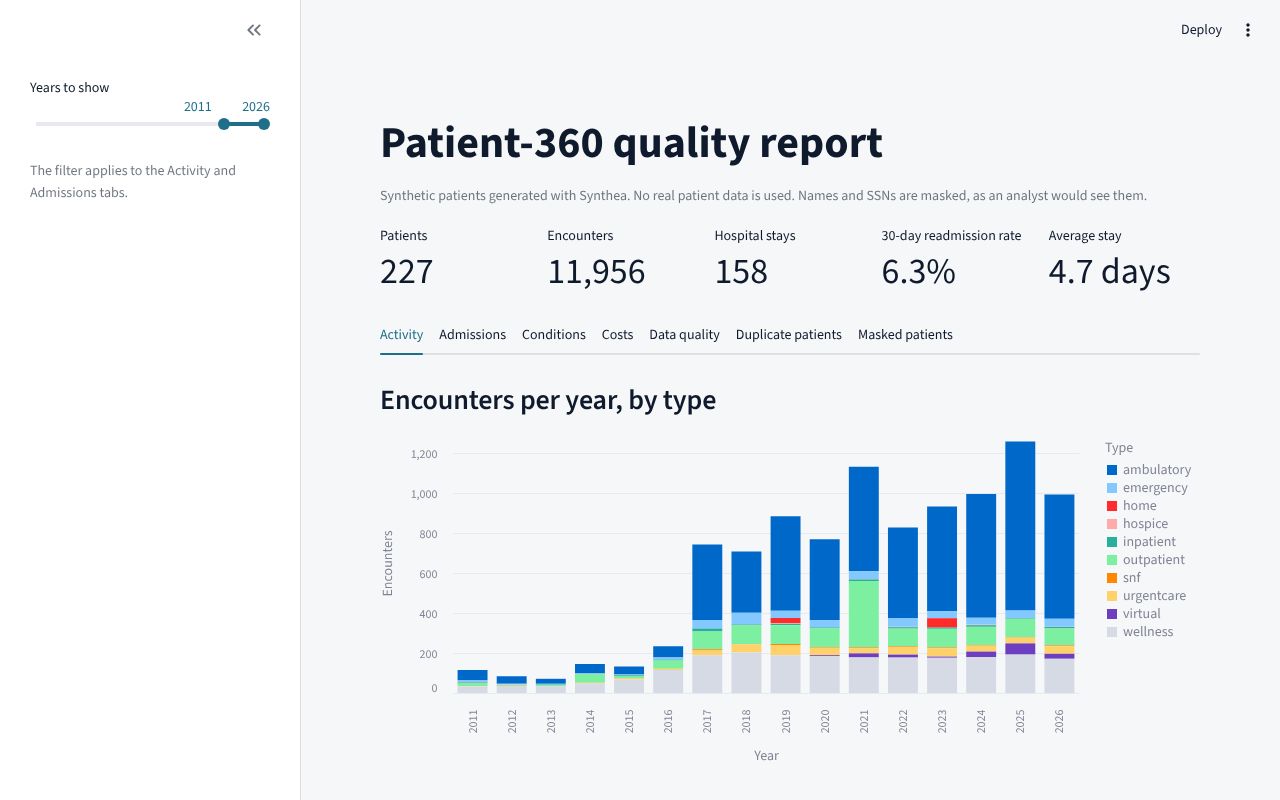 Deploy
Years to show
2011 2026
The filter applies to the Activity and
Admissions tabs.
Patient-360 quality report
Synthetic patients generated with Synthea. No real patient data is used. Names and SSNs are masked, as an analyst would see them.
Patients Encounters Hospital stays 30-day readmission rate Average stay
227 11,956 158 6.3% 4.7 days
Activity Admissions Conditions Costs Data quality Duplicate patients Masked patients
Encounters per year, by type
Encounters
1,200
1,000
800
600
400
200
0
2011 2012 2013 2014 2015 2016 2017 2018 2019 2020 2021 2022 2023 2024 2025 2026
Year
Type
ambulatory
emergency
home
hospice
inpatient
outpatient
snf
urgentcare
virtual
wellness